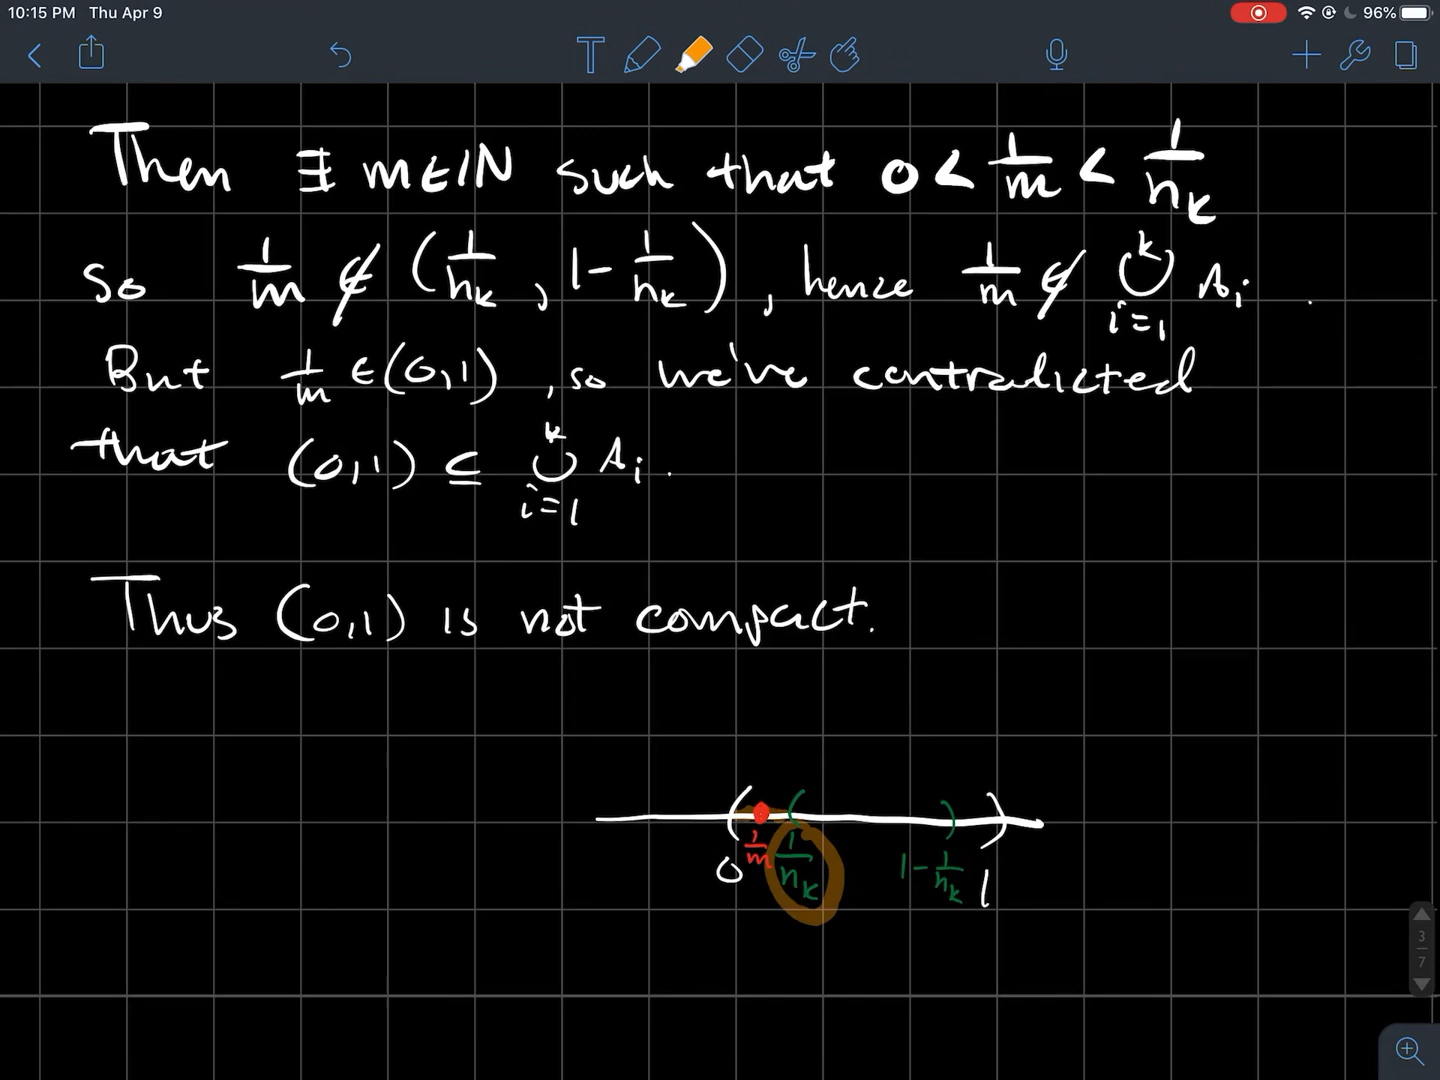 10:15 PM Thu Apr 9 96%
T
Then ∃ m∈ℕ such that 0 < 1/m < 1/n_k
so 1/m ∉ (1/n_k, 1 - 1/n_k), hence 1/m ∉ ⋃_{i=1}^{k} A_i.
But 1/m ∈ (0,1), so we've contradicted
that (0,1) ⊆ ⋃_{i=1}^{k} A_i.
Thus (0,1) is not compact.
( ( ) )
0 1/m 1/n_k 1 - 1/n_k 1
3/7